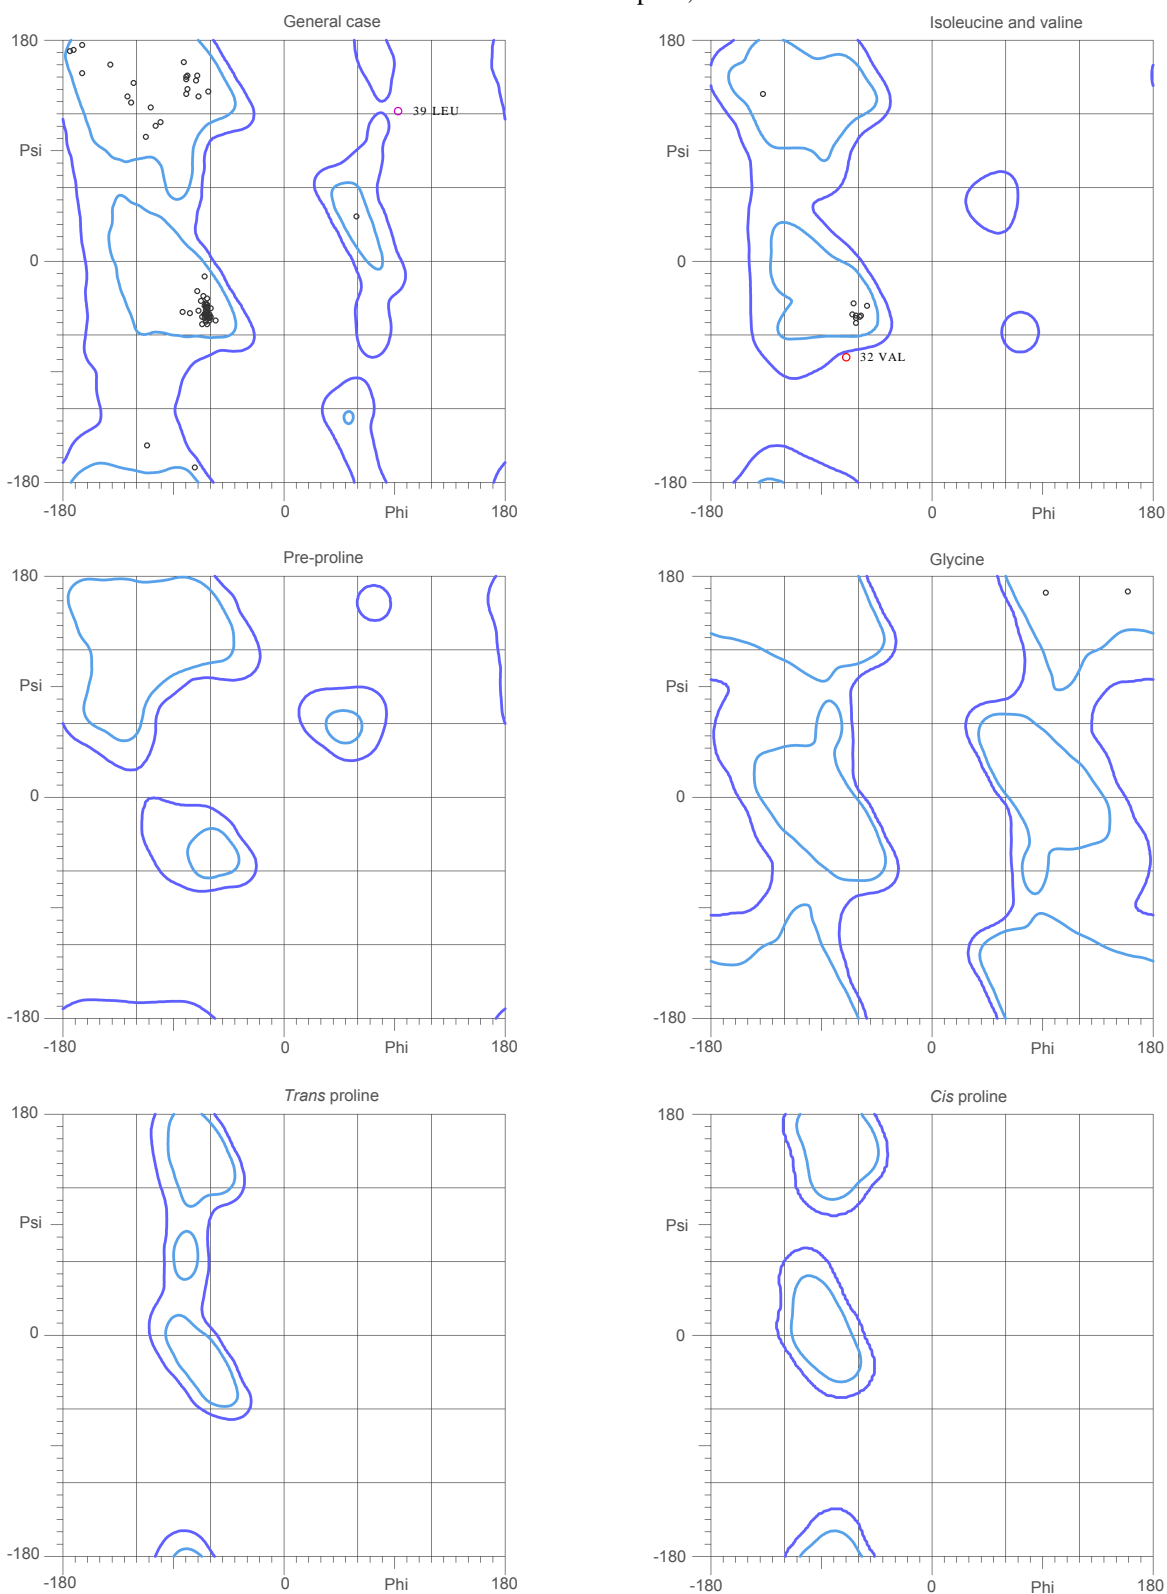 General case
180
Psi
0
-180
-180
0
Phi
180
39 LEU
Isoleucine and valine
180
Psi
0
-180
-180
0
Phi
180
32 VAL
Pre-proline
180
Psi
0
-180
-180
0
Phi
180
Glycine
180
Psi
0
-180
-180
0
Phi
180
Trans proline
180
Psi
0
-180
-180
0
Phi
180
Cis proline
180
Psi
0
-180
-180
0
Phi
180